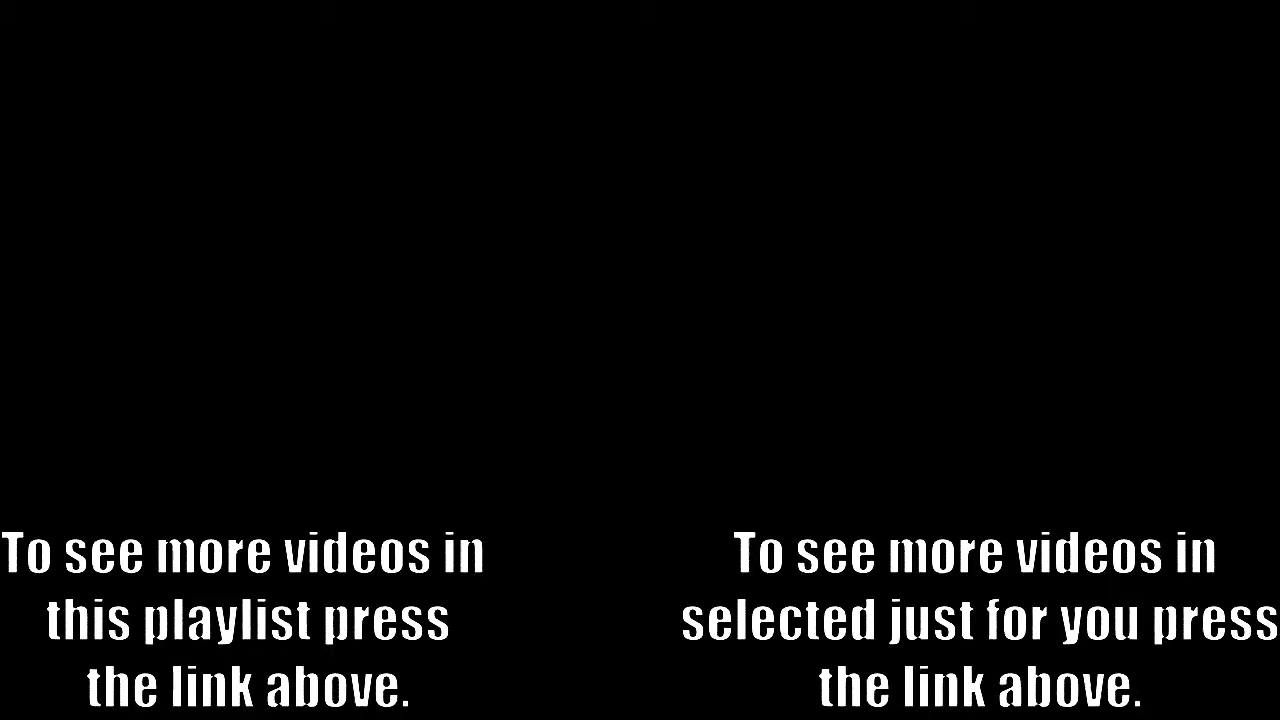 To see more videos in
this playlist press
the link above.
To see more videos in
selected just for you press
the link above.